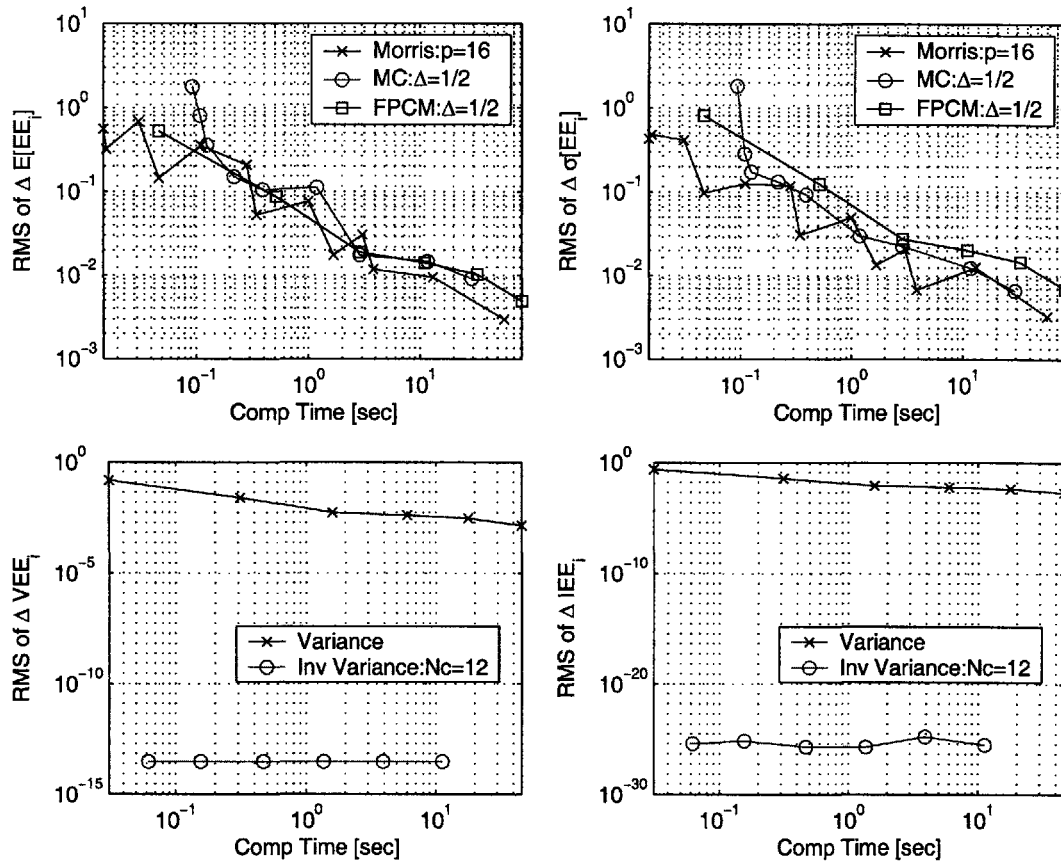 RMS of Δ E[EE_i]
10^1
10^0
10^-1
10^-2
10^-3
Morris:p=16
MC:Δ=1/2
FPCM:Δ=1/2
10^-1 10^0 10^1
Comp Time [sec]
RMS of Δ σ[EE_i]
10^1
10^0
10^-1
10^-2
10^-3
Morris:p=16
MC:Δ=1/2
FPCM:Δ=1/2
10^-1 10^0 10^1
Comp Time [sec]
RMS of Δ VEE_i
10^0
10^-5
10^-10
10^-15
Variance
Inv Variance:Nc=12
10^-1 10^0 10^1
Comp Time [sec]
RMS of Δ IEE_i
10^0
10^-10
10^-20
10^-30
Variance
Inv Variance:Nc=12
10^-1 10^0 10^1
Comp Time [sec]